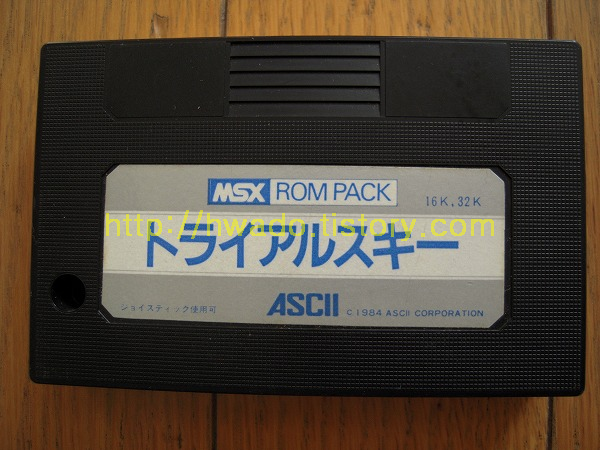 MSX ROM PACK
16K, 32K
http://hwado.tistory.com
トライアルスキー
ジョイスティック使用可
ASCII
© 1984 ASCII CORPORATION